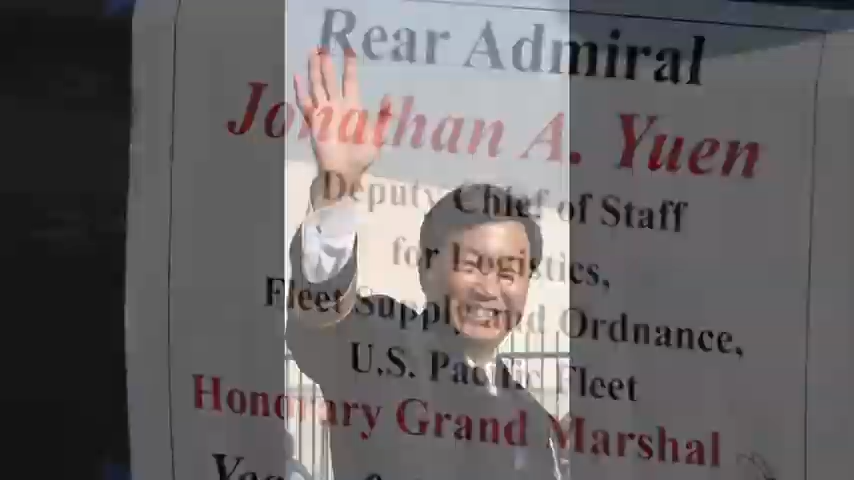 Rear Admiral
Jonathan A. Yuen
Deputy Chief of Staff
for Logistics,
Fleet Supply and Ordnance,
U.S. Pacific Fleet
Honorary Grand Marshal